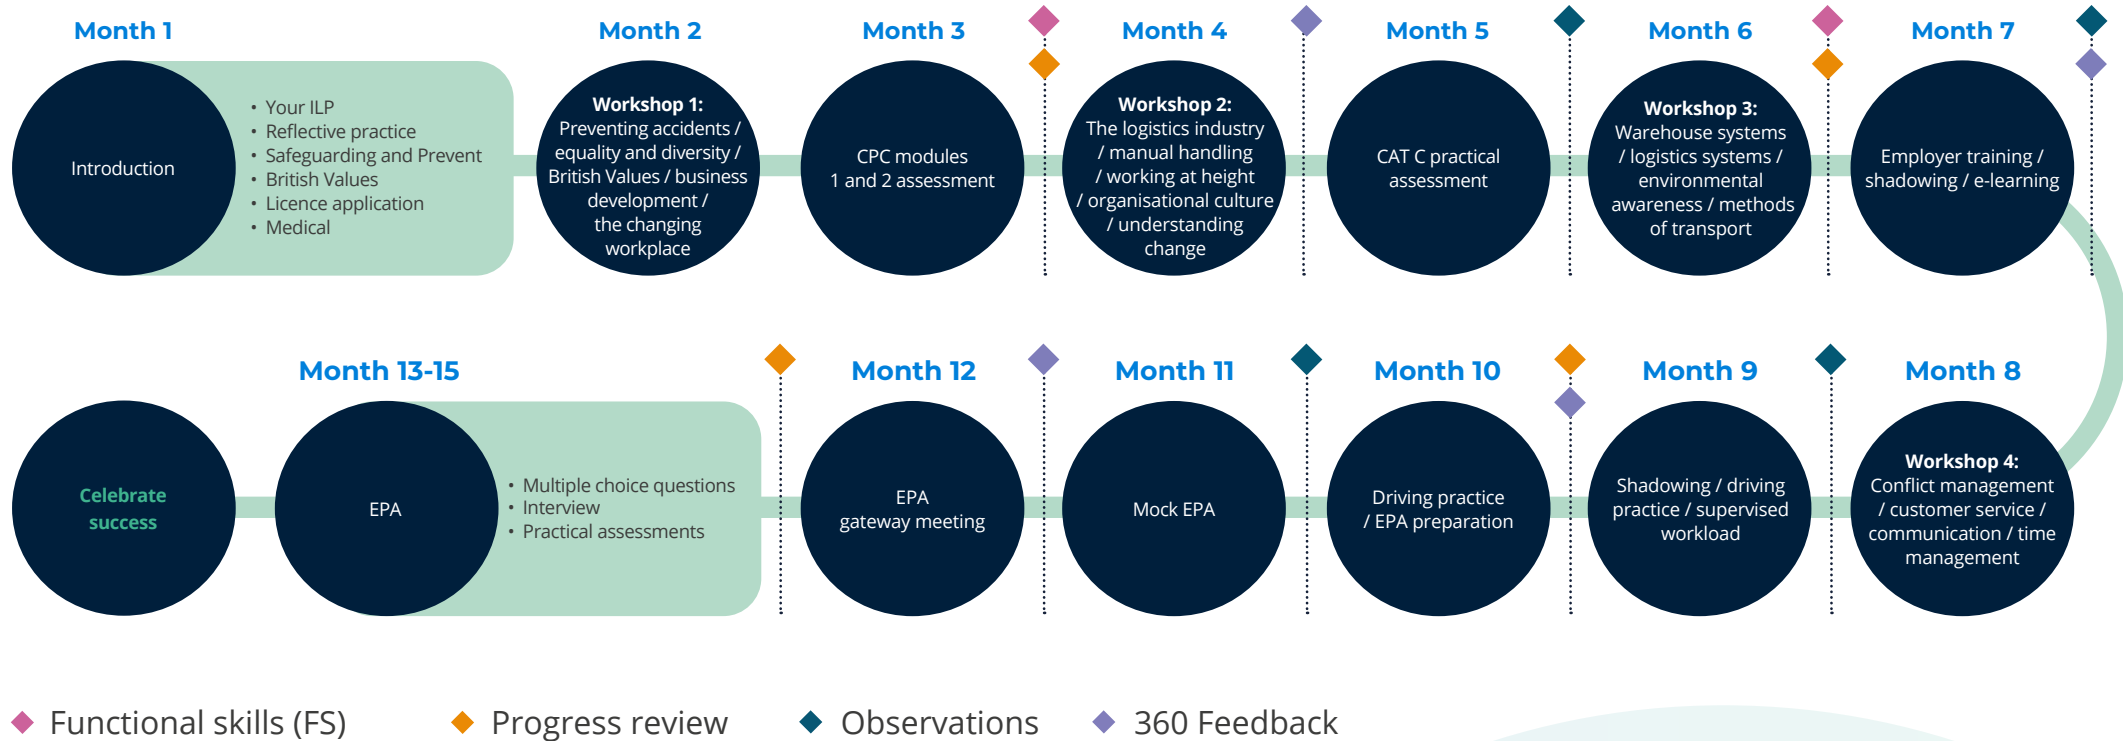 Month 1
Introduction
• Your ILP
• Reflective practice
• Safeguarding and Prevent
• British Values
• Licence application
• Medical
Month 2
Workshop 1:
Preventing accidents /
equality and diversity /
British Values / business
development /
the changing
workplace
Month 3
CPC modules
1 and 2 assessment
Month 4
Workshop 2:
The logistics industry
/ manual handling
/ working at height
/ organisational culture
/ understanding
change
Month 5
CAT C practical
assessment
Month 6
Workshop 3:
Warehouse systems
/ logistics systems /
environmental
awareness / methods
of transport
Month 7
Employer training /
shadowing / e-learning
Month 8
Workshop 4:
Conflict management
/ customer service /
communication / time
management
Month 9
Shadowing / driving
practice / supervised
workload
Month 10
Driving practice
/ EPA preparation
Month 11
Mock EPA
Month 12
EPA
gateway meeting
Month 13-15
EPA
• Multiple choice questions
• Interview
• Practical assessments
Celebrate
success
Functional skills (FS)
Progress review
Observations
360 Feedback